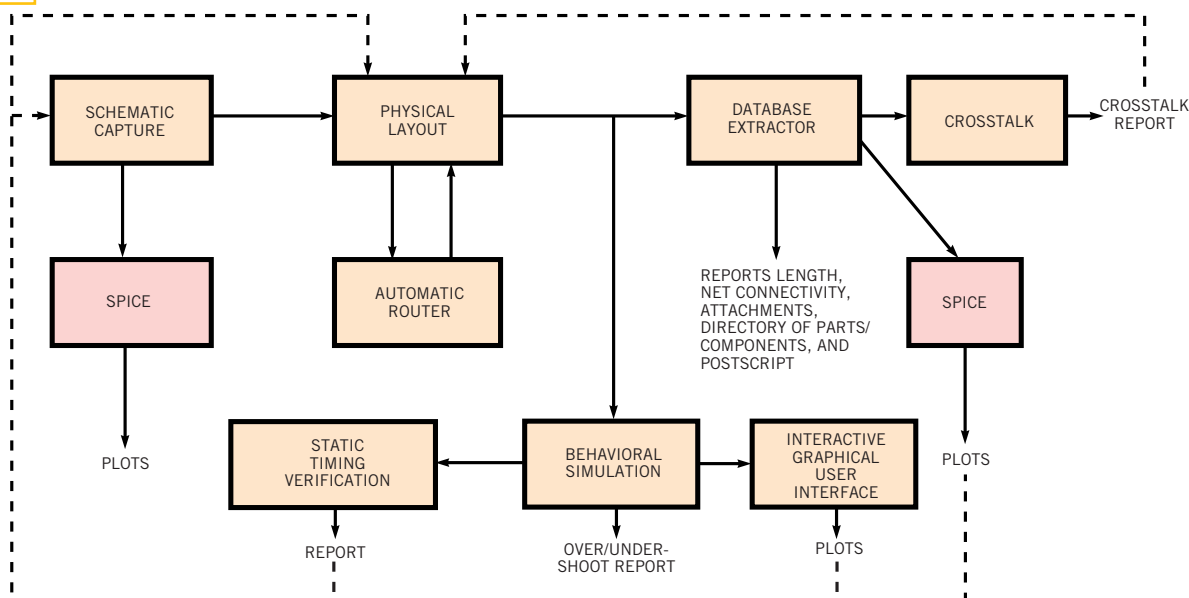 SCHEMATIC
CAPTURE
PHYSICAL
LAYOUT
DATABASE
EXTRACTOR
CROSSTALK
CROSSTALK
REPORT
SPICE
AUTOMATIC
ROUTER
REPORTS LENGTH,
NET CONNECTIVITY,
ATTACHMENTS,
DIRECTORY OF PARTS/
COMPONENTS, AND
POSTSCRIPT
SPICE
PLOTS
STATIC
TIMING
VERIFICATION
BEHAVIORAL
SIMULATION
INTERACTIVE
GRAPHICAL
USER
INTERFACE
PLOTS
REPORT
OVER/UNDER-
SHOOT REPORT
PLOTS